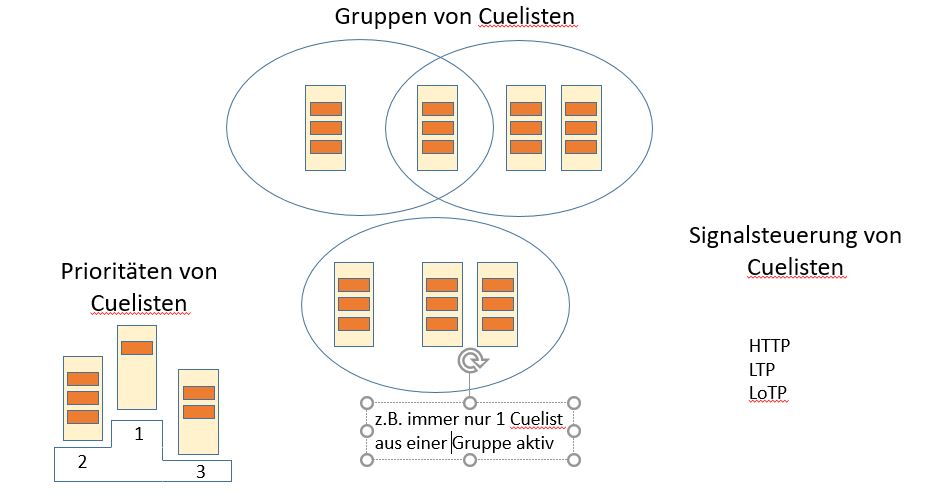 Gruppen von Cuelisten
Signalsteuerung von
Cuelisten
Prioritäten von
Cuelisten
HTTP
LTP
LoTP
z.B. immer nur 1 Cuelist
aus einer Gruppe aktiv
1
2
3